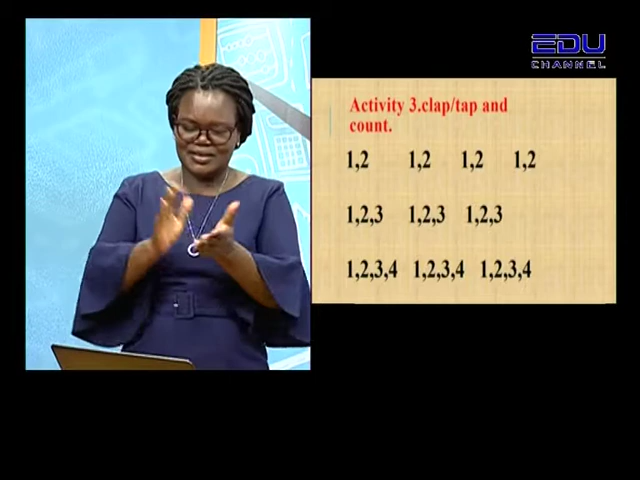 EDU
CHANNEL
Activity 3.clap/tap and
count.
1,2 1,2 1,2 1,2
1,2,3 1,2,3 1,2,3
1,2,3,4 1,2,3,4 1,2,3,4